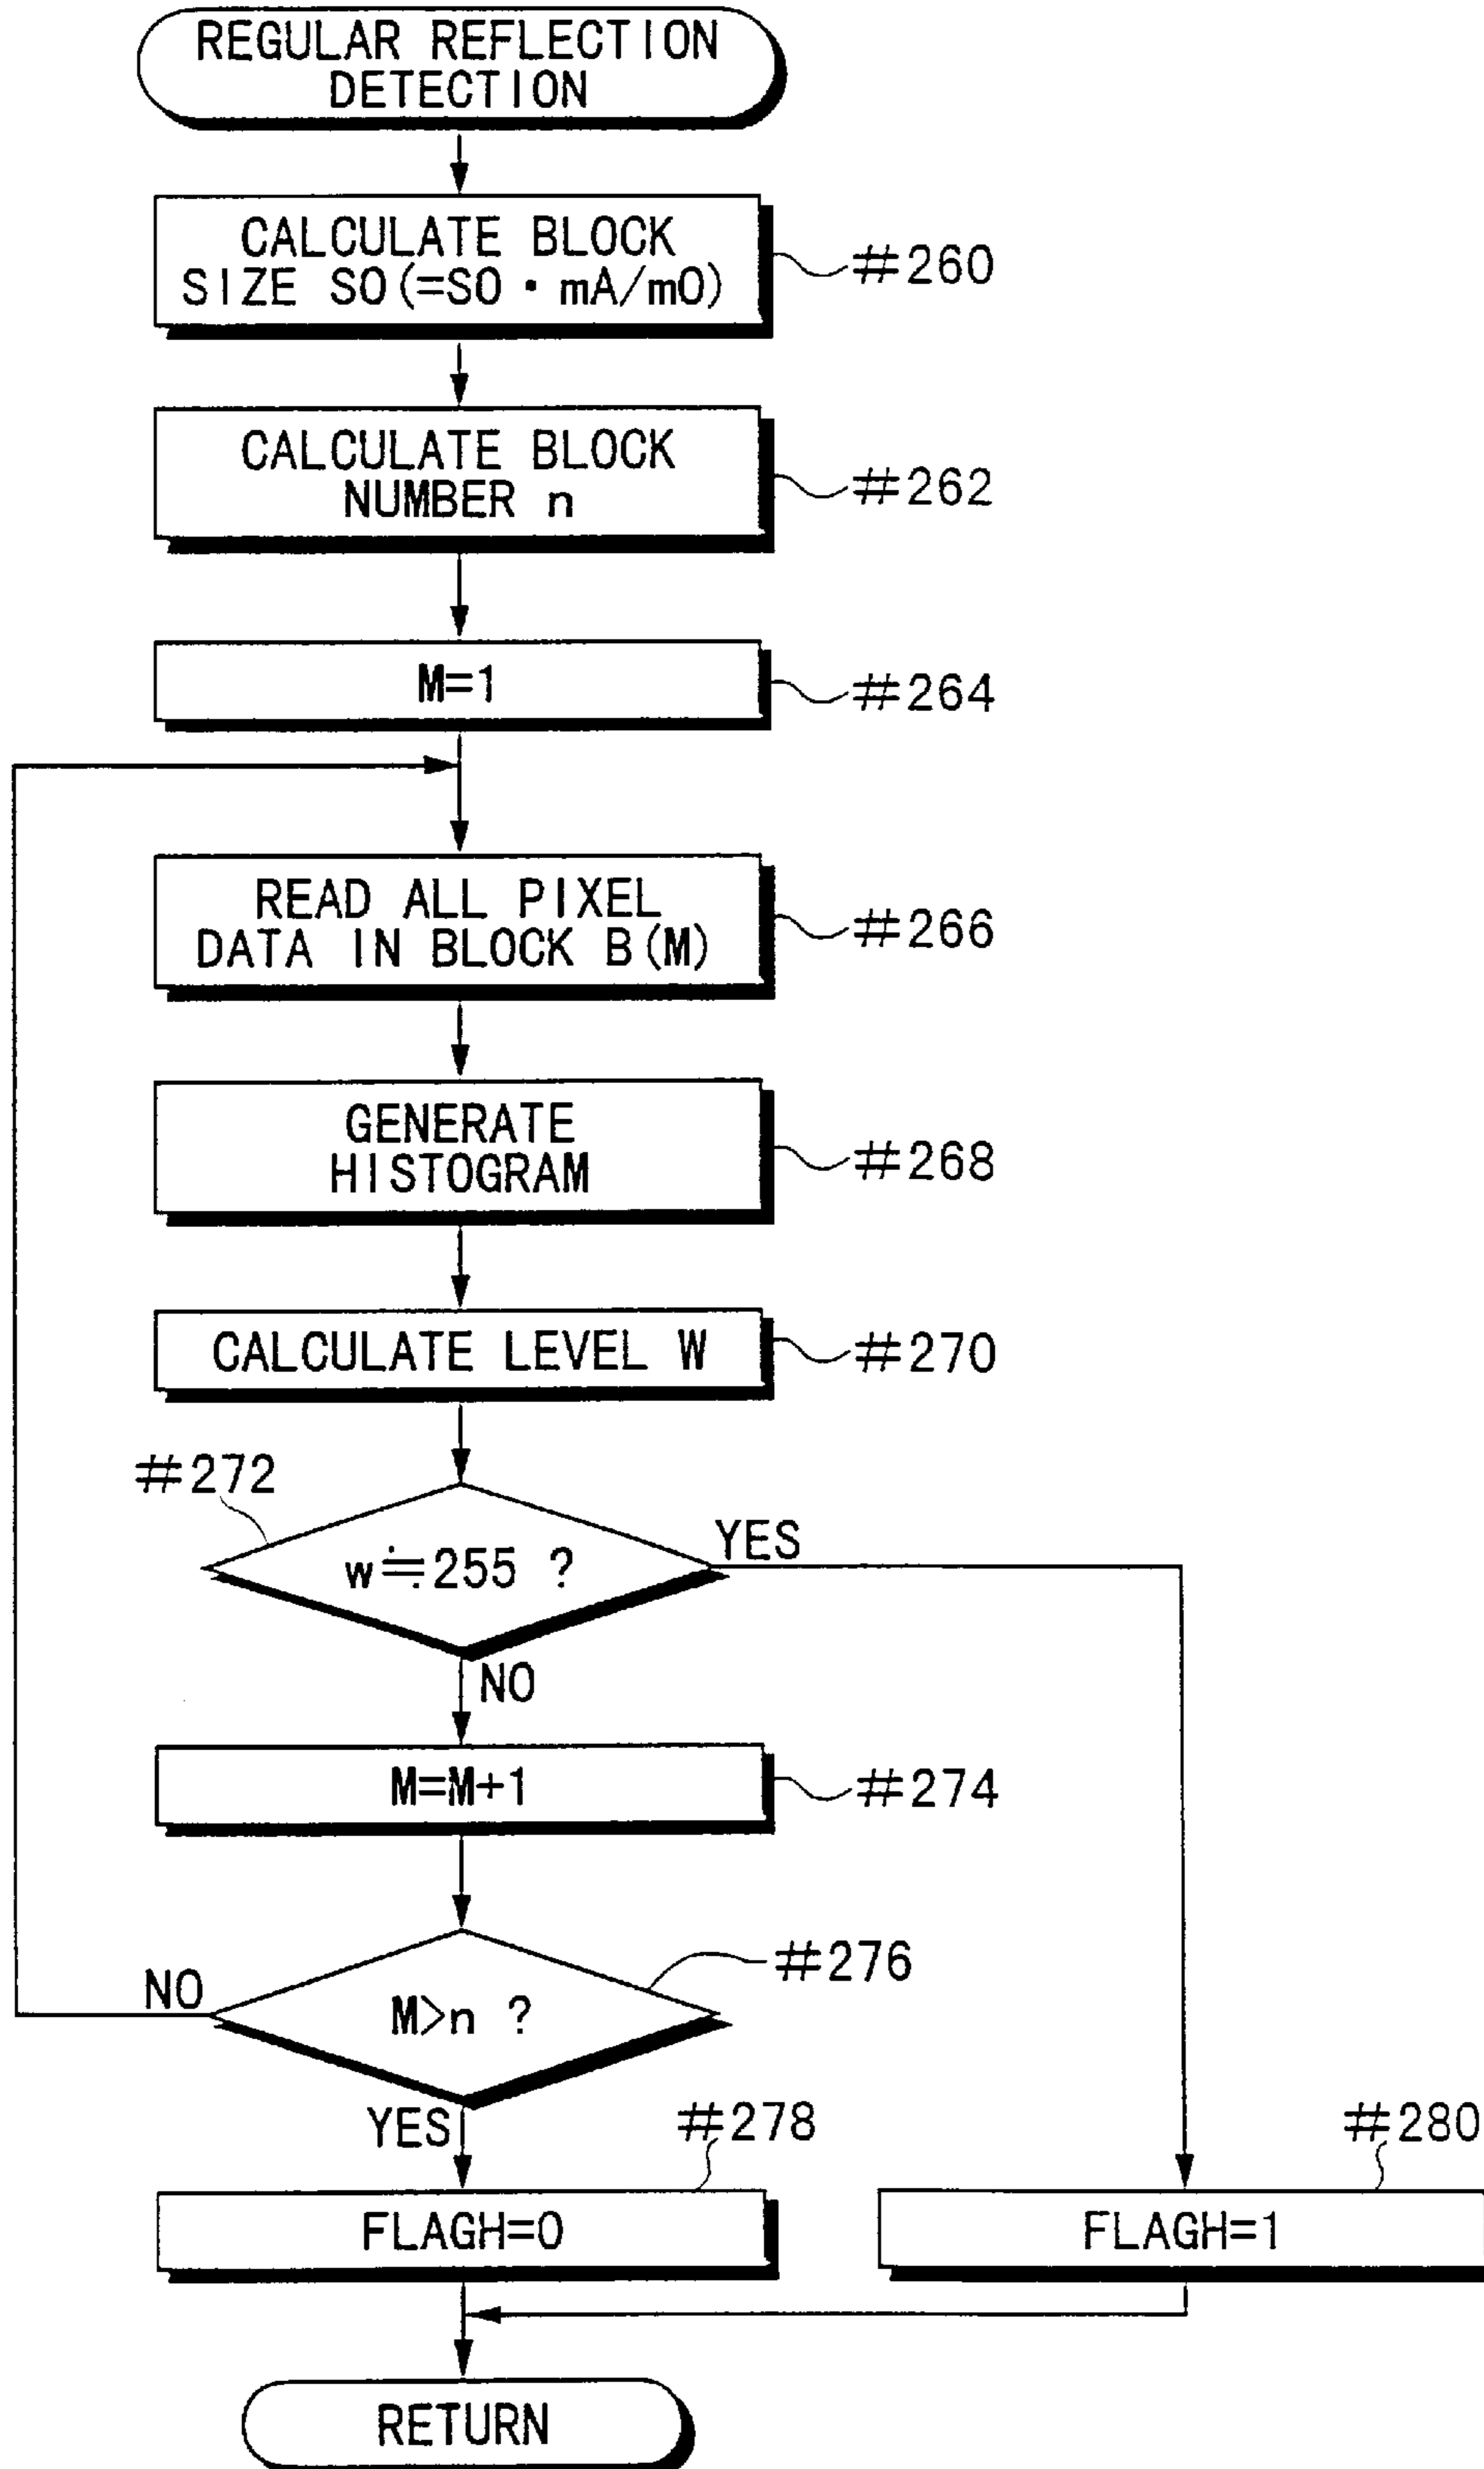 REGULAR REFLECTION
DETECTION
CALCULATE BLOCK
SIZE S0(=S0・mA/m0)
#260
CALCULATE BLOCK
NUMBER n
#262
M=1
#264
READ ALL PIXEL
DATA IN BLOCK B(M)
#266
GENERATE
HISTOGRAM
#268
CALCULATE LEVEL W
#270
#272
w≒255 ?
YES
NO
M=M+1
#274
#276
NO
M>n ?
YES
#278
#280
FLAGH=0
FLAGH=1
RETURN